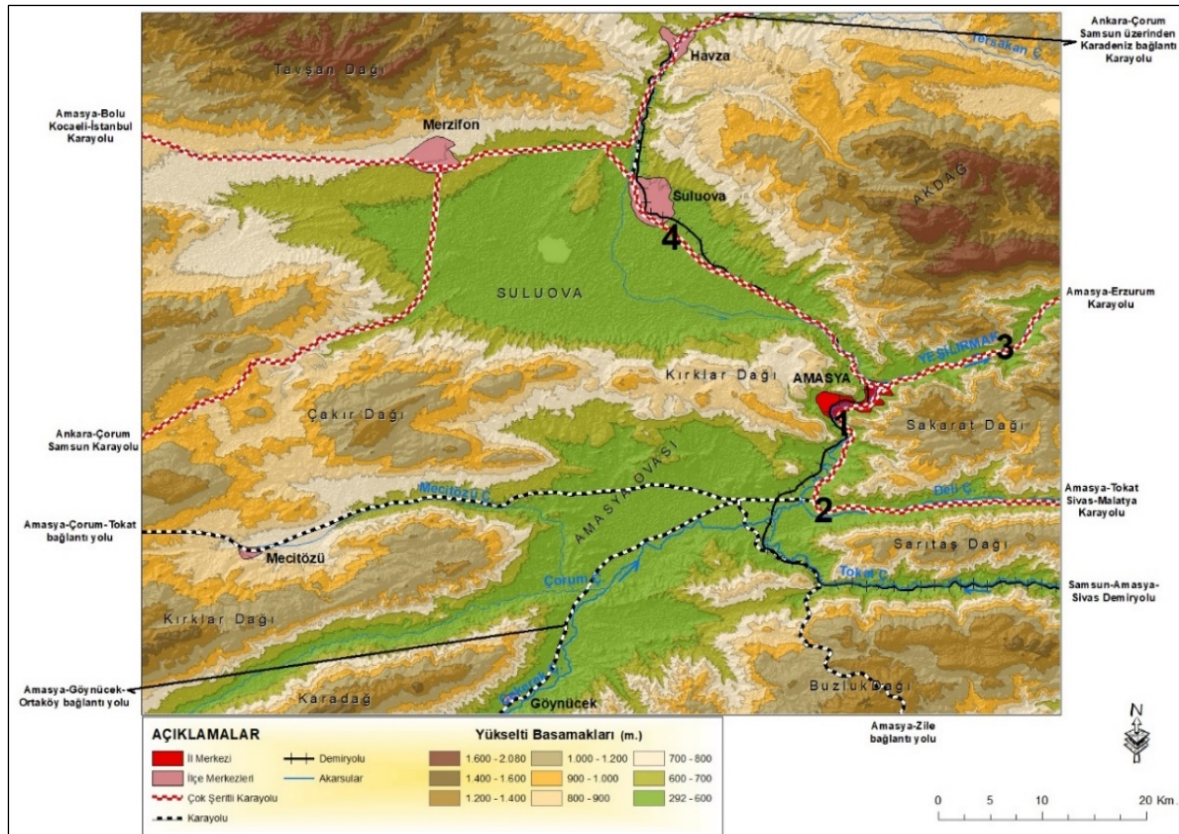 Ankara-Çorum
Samsun üzerinden
Karadeniz bağlantı
Karayolu
Tersakan Ç.
Havza
Tavşan Dağı
Amasya-Bolu
Kocaeli-İstanbul
Karayolu
Merzifon
Suluova
AKDAĞ
4
SULUOVA
Amasya-Erzurum
Karayolu
YEŞİLIRMAK
3
Kırklar Dağı
AMASYA
1
Çakır Dağı
Sakarat Dağı
Ankara-Çorum
Samsun Karayolu
AMASYA OVASI
Mecitözü Ç.
Deli Ç.
Amasya-Tokat
Sivas-Malatya
Karayolu
2
Amasya-Çorum-Tokat
bağlantı yolu
Mecitözü
Sarıtaş Dağı
Çorum Ç.
Tokat Ç.
Samsun-Amasya-
Sivas Demiryolu
Kırklar Dağı
Amasya-Göynücek-
Ortaköy bağlantı yolu
Karadağ
Göynücek
Buzluk Dağı
Amasya-Zile
bağlantı yolu
N
AÇIKLAMALAR
İl Merkezi
İlçe Merkezleri
Çok Şeritli Karayolu
Karayolu
Demiryolu
Akarsular
Yükselti Basamakları (m.)
1.600 - 2.080
1.400 - 1.600
1.200 - 1.400
1.000 - 1.200
900 - 1.000
800 - 900
700 - 800
600 - 700
292 - 600
0 5 10 20 Km.